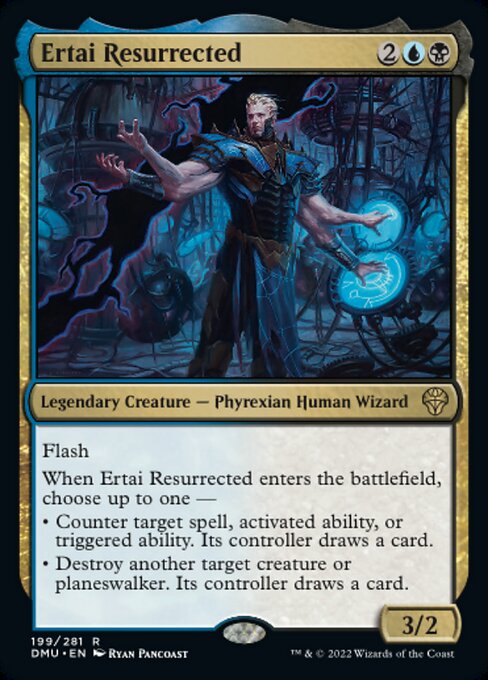 Ertai Resurrected 2
Legendary Creature — Phyrexian Human Wizard
Flash
When Ertai Resurrected enters the battlefield,
choose up to one —
• Counter target spell, activated ability, or
triggered ability. Its controller draws a card.
• Destroy another target creature or
planeswalker. Its controller draws a card.
3/2
199/281 R
DMU • EN Ryan Pancoast
™ & © 2022 Wizards of the Coast